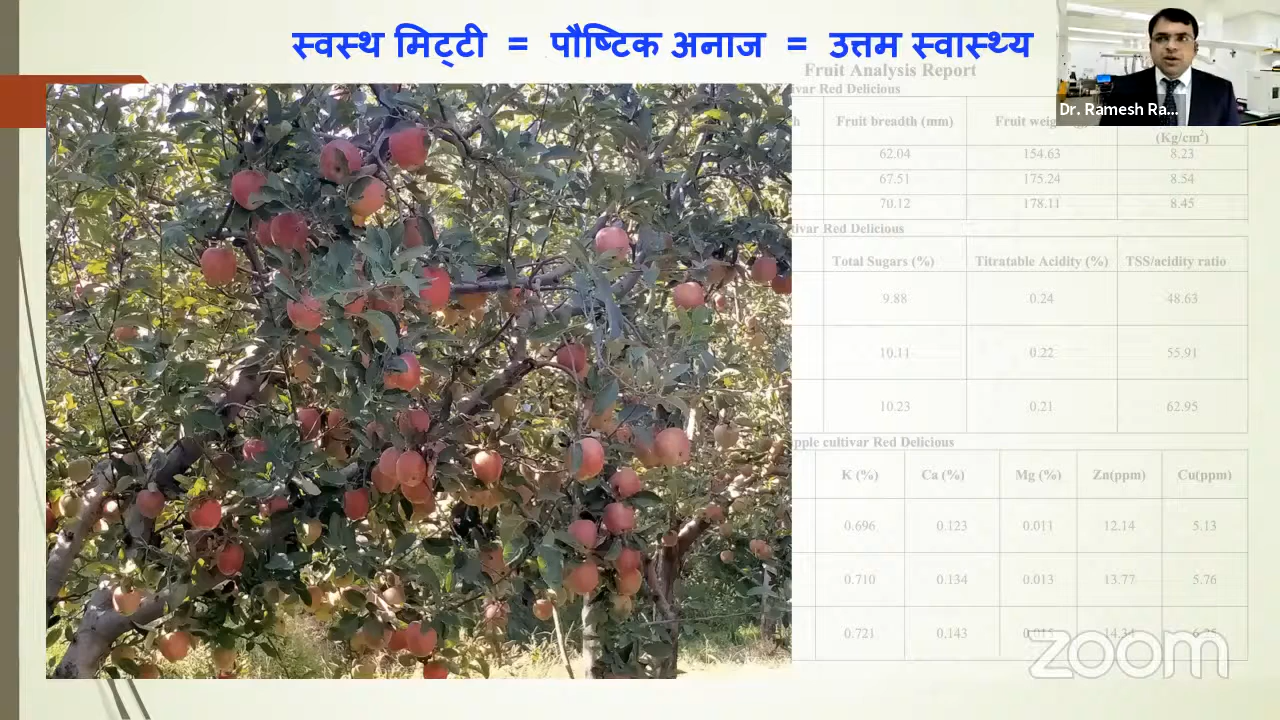 स्वस्थ मिट्टी = पौष्टिक अनाज = उत्तम स्वास्थ्य
Fruit Analysis Report
Red Delicious
Fruit breadth (mm) Fruit (Kg/cm²)
62.04 154.63 8.23
67.51 175.24 8.54
70.12 178.11 8.45
Red Delicious
Total Sugars (%) Titratable Acidity (%) TSS/acidity ratio
9.88 0.24 48.63
10.11 0.22 55.91
10.23 0.21 62.95
cultivar Red Delicious
K (%) Ca (%) Mg (%) Zn(ppm) Cu(ppm)
0.696 0.123 0.011 12.14 5.13
0.710 0.134 0.013 13.77 5.76
0.721 0.143
Dr. Ramesh Ra...
zoom